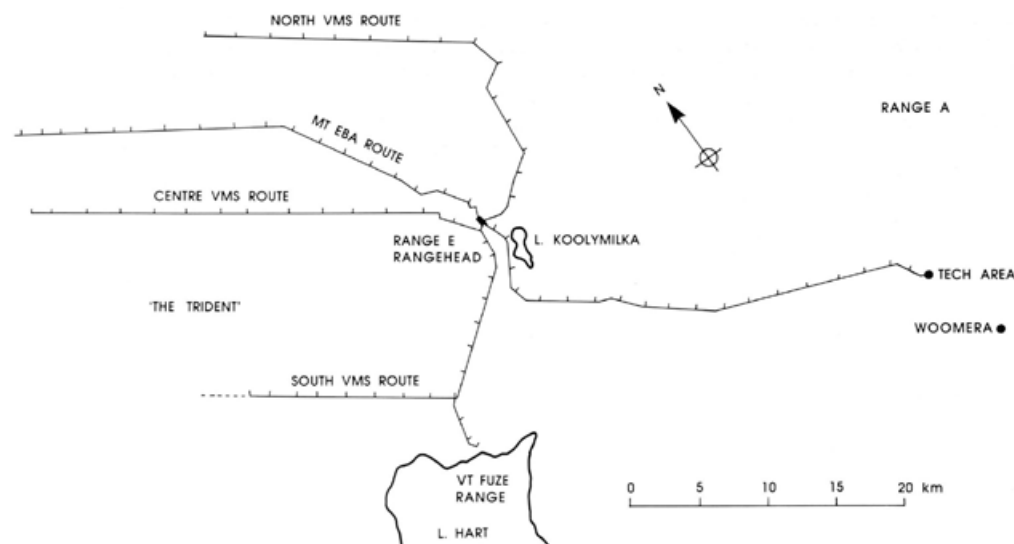 NORTH VMS ROUTE
N
RANGE A
MT EBA ROUTE
CENTRE VMS ROUTE
RANGE E
RANGEHEAD
L. KOOLYMILKA
TECH AREA
'THE TRIDENT'
WOOMERA
SOUTH VMS ROUTE
VT FUZE
RANGE
L. HART
0 5 10 15 20 km